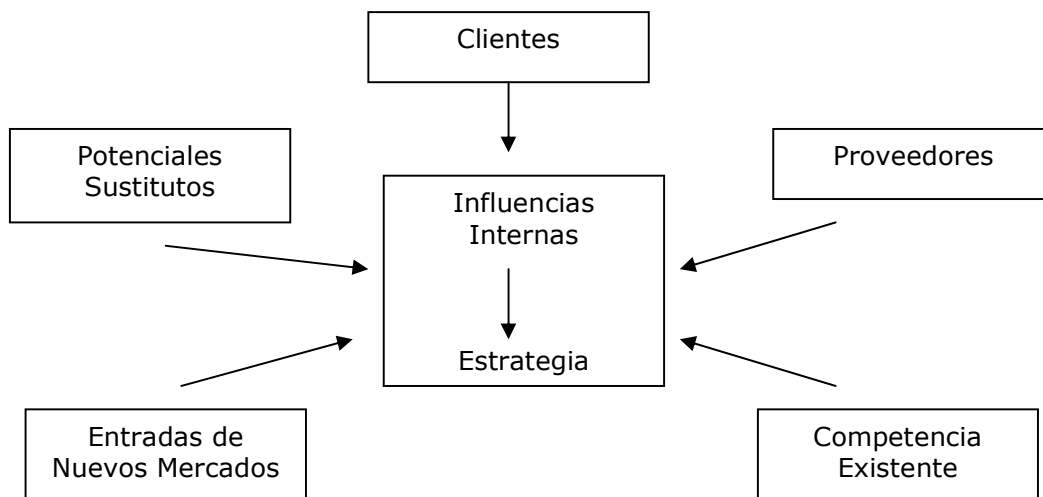 Clientes
Potenciales
Sustitutos
Proveedores
Influencias
Internas
Estrategia
Entradas de
Nuevos Mercados
Competencia
Existente